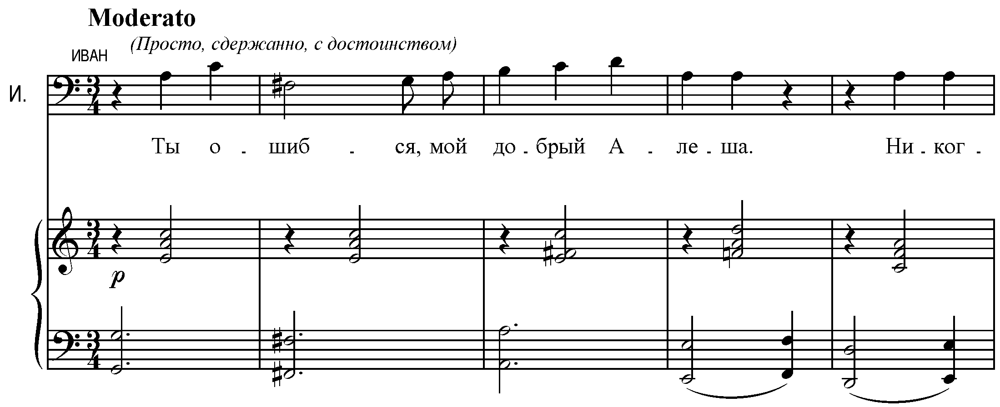 Moderato
(Просто, сдержанно, с достоинством)
ИВАН
И.
Ты о - шиб - ся, мой до - брый А - ле - ша. Ни - ког -
p